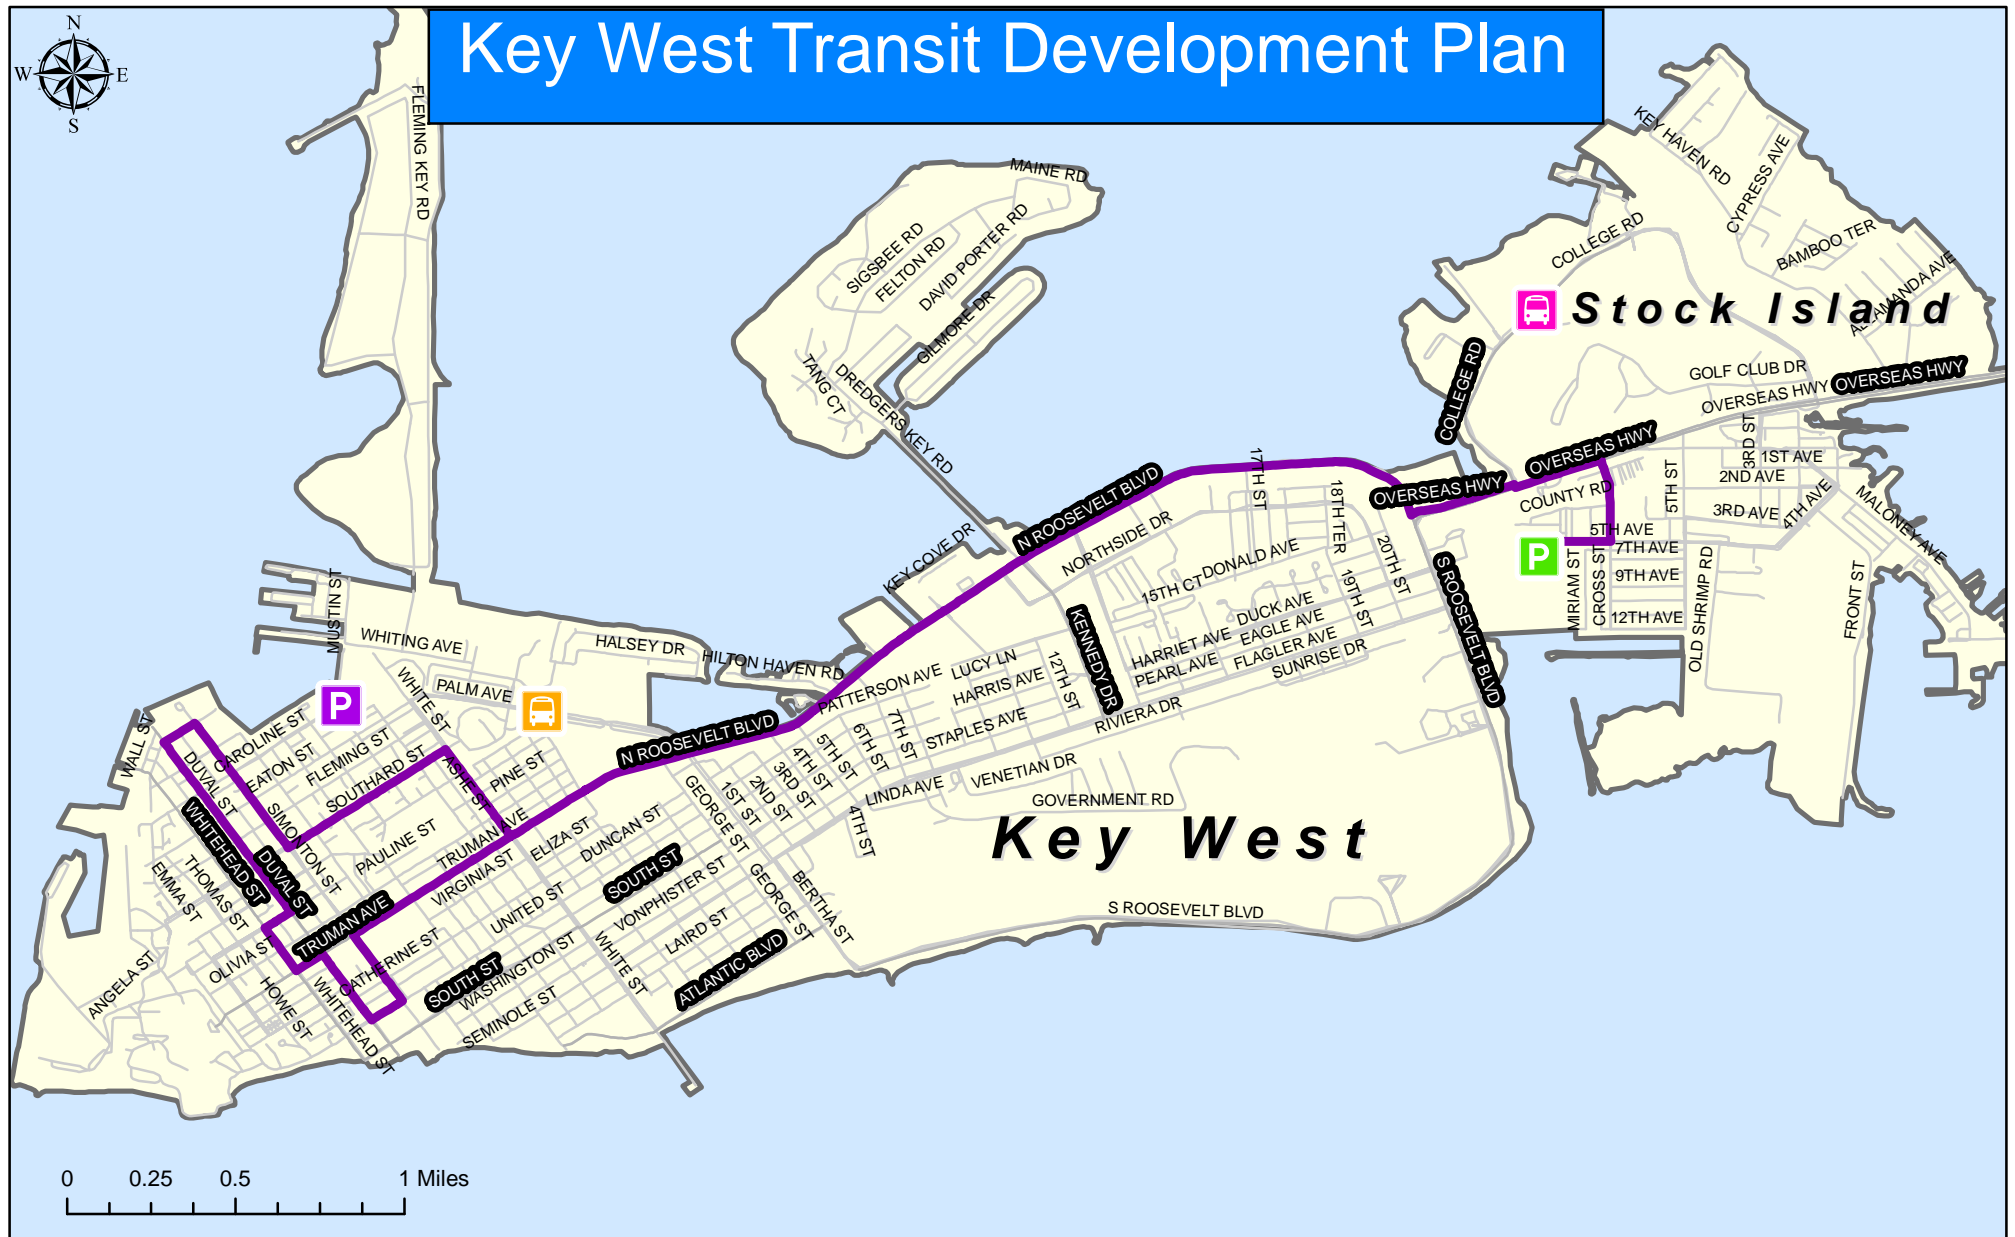 Key West Transit Development Plan
N
W
E
S
FLEMING KEY RD
MAINE RD
SIGSBEE RD
FELTON RD
DAVID PORTER RD
GILMORE DR
TANG CT
DREDGERS KEY RD
KEY HAVEN RD
CYPRESS AVE
BAMBOO TER
ALLAMANDA AVE
COLLEGE RD
Stock Island
COLLEGE RD
GOLF CLUB DR
OVERSEAS HWY
OVERSEAS HWY
OVERSEAS HWY
OVERSEAS HWY
COUNTY RD
3RD ST
1ST AVE
2ND AVE
5TH ST
3RD AVE
4TH AVE
MALONEY AVE
5TH AVE
7TH AVE
9TH AVE
12TH AVE
MIRIAM ST
CROSS ST
OLD SHRIMP RD
FRONT ST
P
17TH ST
18TH TER
N ROOSEVELT BLVD
NORTHSIDE DR
KEY COVE DR
15TH CT
DONALD AVE
20TH ST
19TH ST
S ROOSEVELT BLVD
DUCK AVE
EAGLE AVE
HARRIET AVE
PEARL AVE
FLAGLER AVE
SUNRISE DR
KENNEDY DR
RIVIERA DR
12TH ST
LUCY LN
HARRIS AVE
PATTERSON AVE
STAPLES AVE
7TH ST
6TH ST
5TH ST
4TH ST
3RD ST
2ND ST
1ST ST
LINDA AVE
VENETIAN DR
GOVERNMENT RD
4TH ST
Key West
S ROOSEVELT BLVD
MUSTIN ST
WHITING AVE
HALSEY DR
HILTON HAVEN RD
PALM AVE
WHITE ST
P
N ROOSEVELT BLVD
WALL ST
CAROLINE ST
EATON ST
FLEMING ST
SOUTHARD ST
ASHE ST
PINE ST
DUVAL ST
SIMONTON ST
WHITEHEAD ST
DUVAL ST
PAULINE ST
TRUMAN AVE
VIRGINIA ST
ELIZA ST
DUNCAN ST
GEORGE ST
GEORGE ST
BERTHA ST
THOMAS ST
EMMA ST
TRUMAN AVE
UNITED ST
SOUTH ST
VONPHISTER ST
LAIRD ST
ATLANTIC BLVD
WHITE ST
OLIVIA ST
ANGELA ST
HOWE ST
WHITEHEAD ST
CATHERINE ST
SOUTH ST
WASHINGTON ST
SEMINOLE ST
0 0.25 0.5 1 Miles